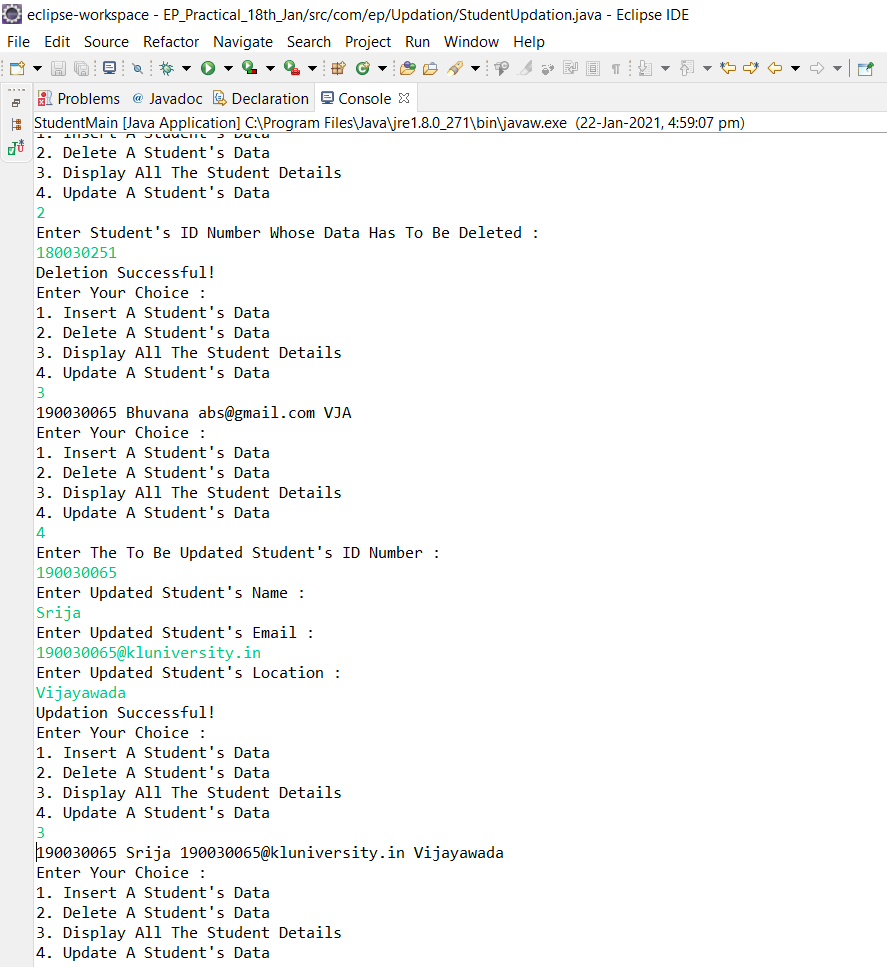 eclipse-workspace - EP_Practical_18th_Jan/src/com/ep/Updation/StudentUpdation.java - Eclipse IDE
File Edit Source Refactor Navigate Search Project Run Window Help
Problems @ Javadoc Declaration Console
StudentMain [Java Application] C:\Program Files\Java\jre1.8.0_271\bin\javaw.exe (22-Jan-2021, 4:59:07 pm)
1. Insert A Student's Data
2. Delete A Student's Data
3. Display All The Student Details
4. Update A Student's Data
2
Enter Student's ID Number Whose Data Has To Be Deleted :
180030251
Deletion Successful!
Enter Your Choice :
1. Insert A Student's Data
2. Delete A Student's Data
3. Display All The Student Details
4. Update A Student's Data
3
190030065 Bhuvana abs@gmail.com VJA
Enter Your Choice :
1. Insert A Student's Data
2. Delete A Student's Data
3. Display All The Student Details
4. Update A Student's Data
4
Enter The To Be Updated Student's ID Number :
190030065
Enter Updated Student's Name :
Srija
Enter Updated Student's Email :
190030065@kluniversity.in
Enter Updated Student's Location :
Vijayawada
Updation Successful!
Enter Your Choice :
1. Insert A Student's Data
2. Delete A Student's Data
3. Display All The Student Details
4. Update A Student's Data
3
190030065 Srija 190030065@kluniversity.in Vijayawada
Enter Your Choice :
1. Insert A Student's Data
2. Delete A Student's Data
3. Display All The Student Details
4. Update A Student's Data